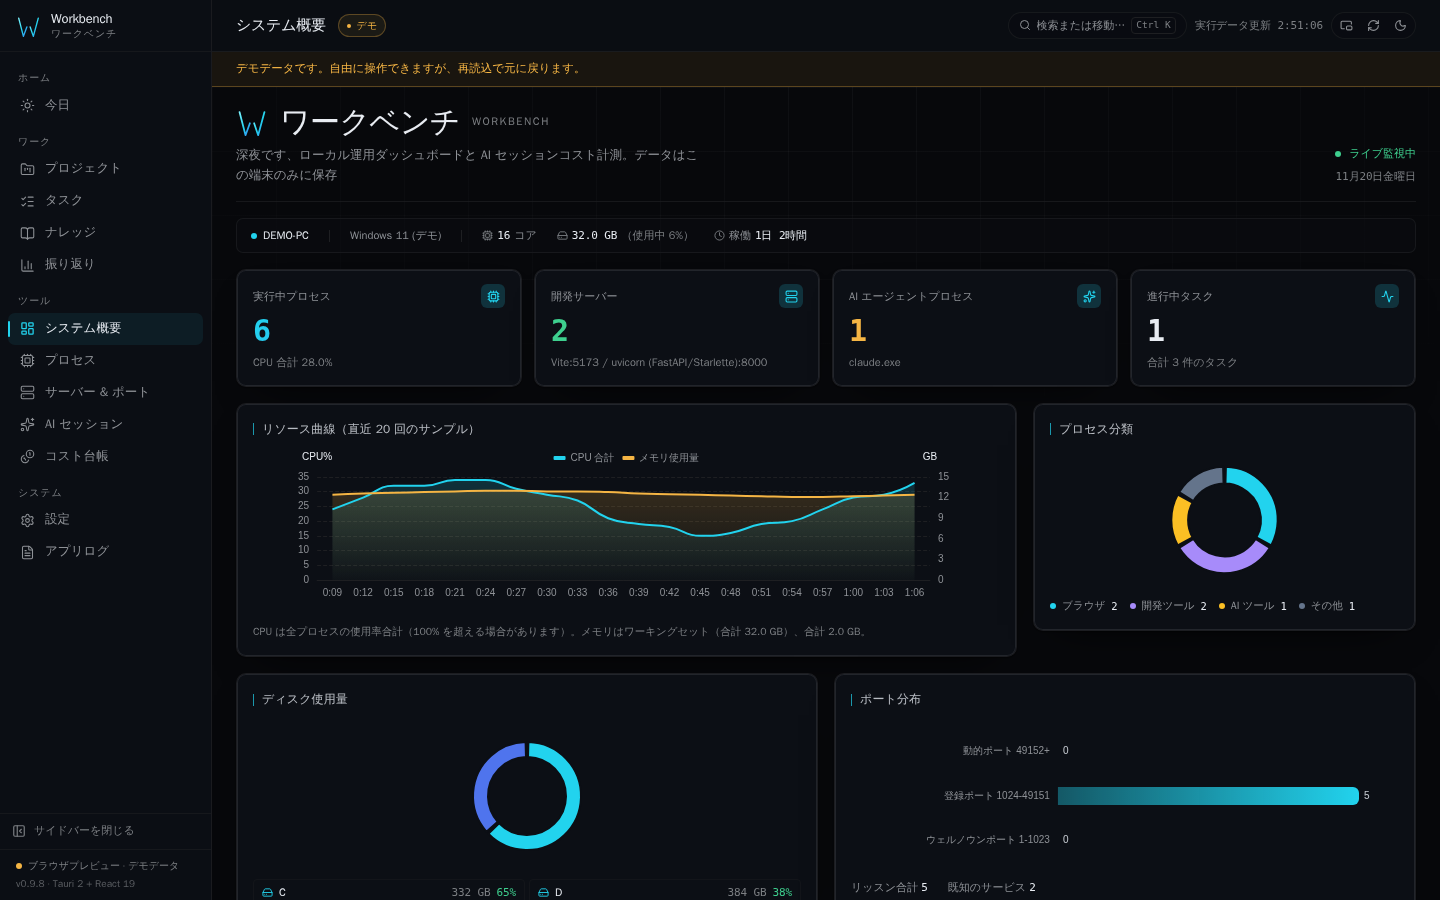 Workbench
ワークベンチ
ホーム
今日
ワーク
プロジェクト
タスク
ナレッジ
振り返り
ツール
システム概要
プロセス
サーバー & ポート
AI セッション
コスト台帳
システム
設定
アプリログ
サイドバーを閉じる
ブラウザプレビュー · デモデータ
v0.9.8 · Tauri 2 + React 19
システム概要
デモ
検索または移動…
Ctrl K
実行データ更新 2:51:06
デモデータです。自由に操作できますが、再読込で元に戻ります。
ワークベンチ WORKBENCH
深夜です、ローカル運用ダッシュボードと AI セッションコスト計測。データはこ
の端末のみに保存
ライブ監視中
11月20日金曜日
DEMO-PC
Windows 11 (デモ)
16 コア
32.0 GB （使用中 6%）
稼働 1日 2時間
実行中プロセス
6
CPU 合計 28.0%
開発サーバー
2
Vite:5173 / uvicorn (FastAPI/Starlette):8000
AI エージェントプロセス
1
claude.exe
進行中タスク
1
合計 3 件のタスク
リソース曲線（直近 20 回のサンプル）
CPU%
CPU 合計
メモリ使用量
GB
35
30
25
20
15
10
5
0
15
12
9
6
3
0
0:09 0:12 0:15 0:18 0:21 0:24 0:27 0:30 0:33 0:36 0:39 0:42 0:45 0:48 0:51 0:54 0:57 1:00 1:03 1:06
CPU は全プロセスの使用率合計（100% を超える場合があります）。メモリはワーキングセット（合計 32.0 GB）、合計 2.0 GB。
プロセス分類
ブラウザ 2
開発ツール 2
AI ツール 1
その他 1
ディスク使用量
C 332 GB 65%
D 384 GB 38%
ポート分布
動的ポート 49152+ 0
登録ポート 1024-49151 5
ウェルノウンポート 1-1023 0
リッスン合計 5
既知のサービス 2